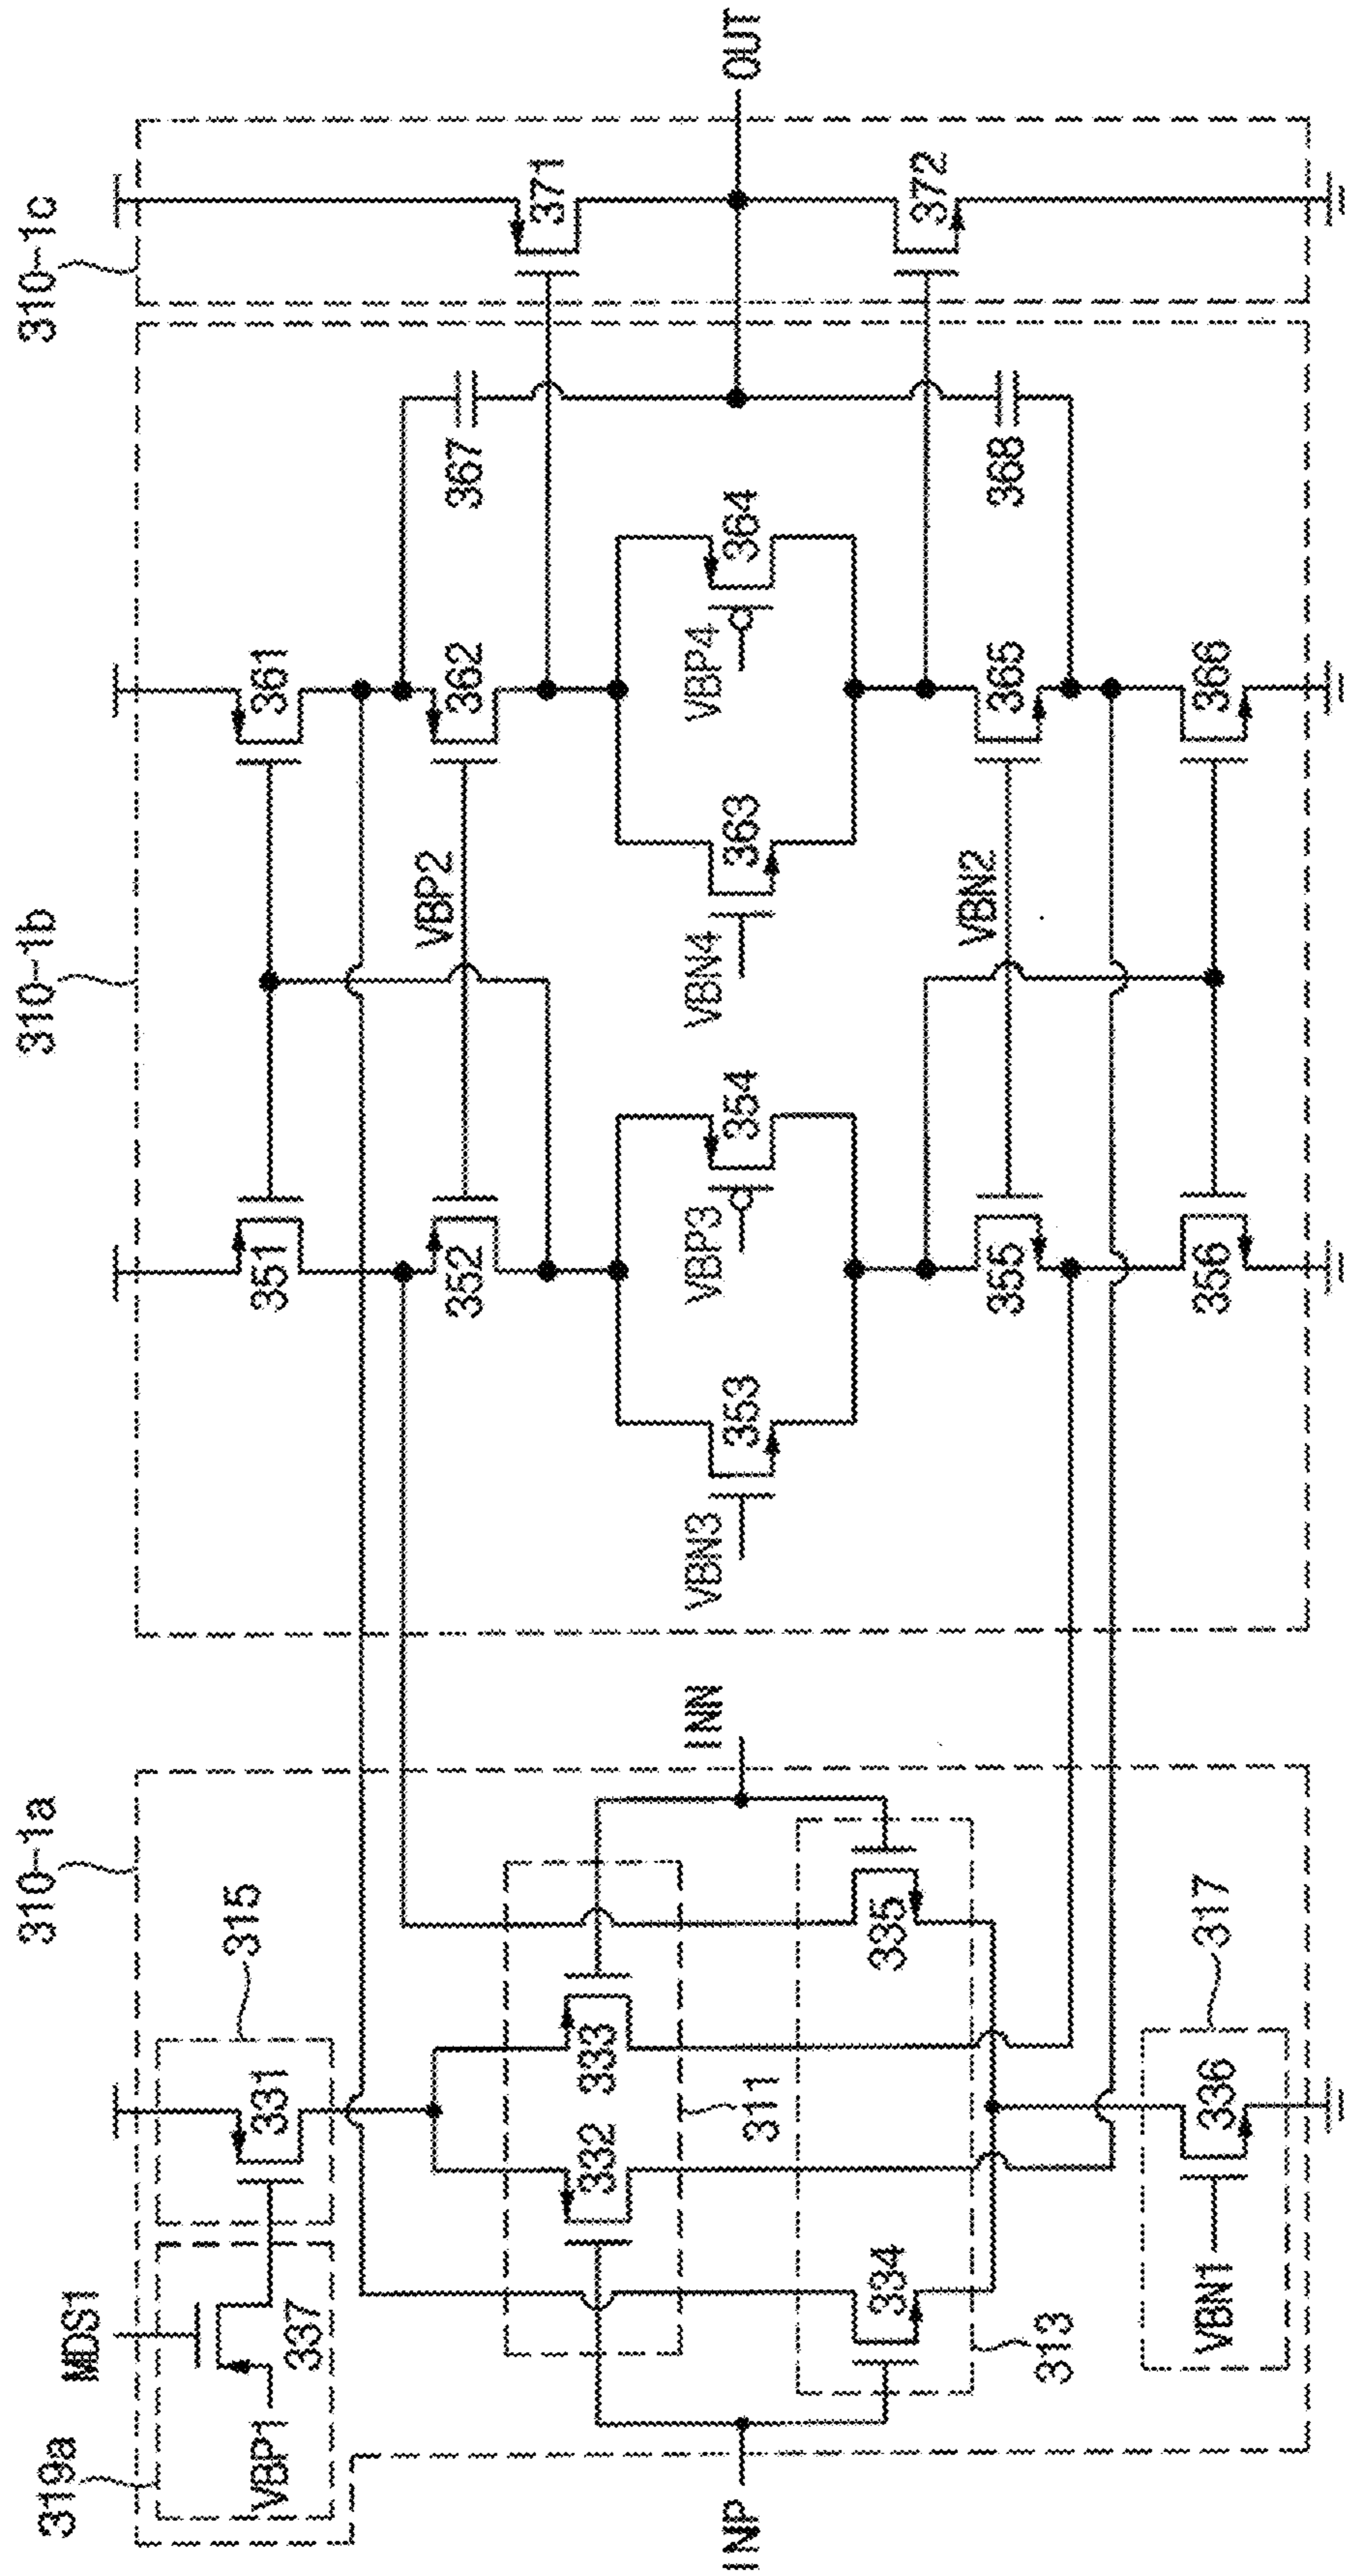 310-1a
310-1b
310-1c
319a
MDS1
VBP1
337
315
331
INP
332
333
311
334
335
313
INN
317
VBN1
336
351
361
352
VBP2
362
367
371
VBN3
353
VBP3
354
VBN4
363
VBP4
364
OUT
355
VBN2
365
368
372
356
366